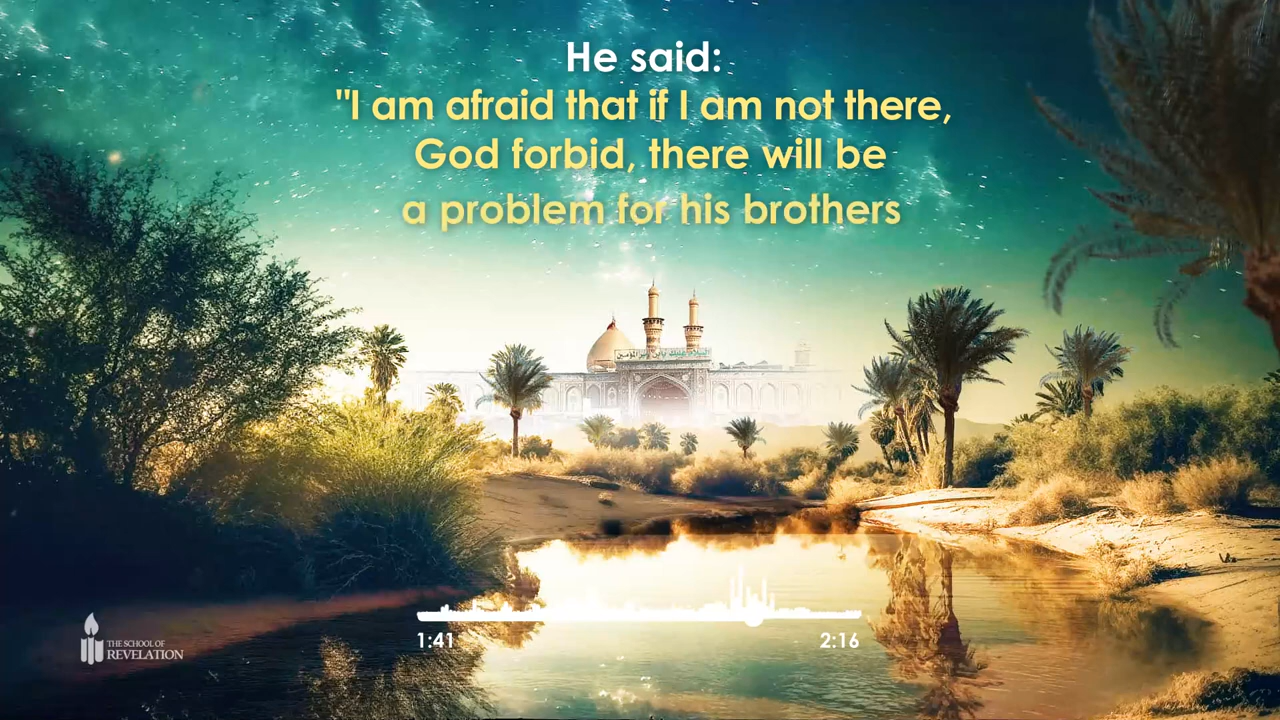 He said:
"I am afraid that if I am not there,
God forbid, there will be
a problem for his brothers
1:41
2:16
THE SCHOOL OF
REVELATION